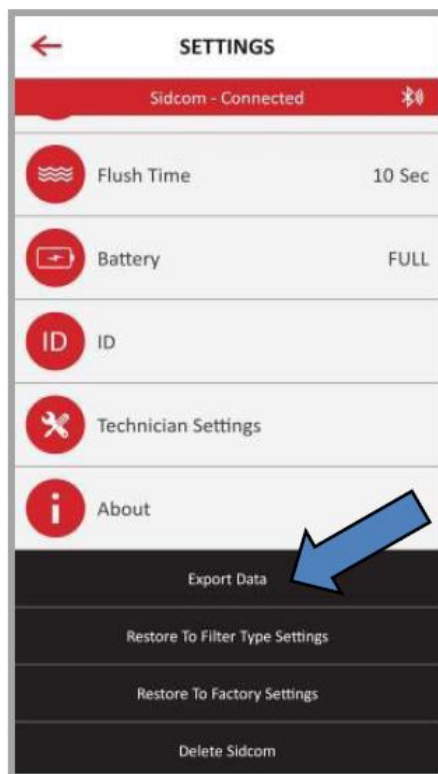 SETTINGS
Sidcom - Connected
Flush Time 10 Sec
Battery FULL
ID ID
Technician Settings
i About
Export Data
Restore To Filter Type Settings
Restore To Factory Settings
Delete Sidcom